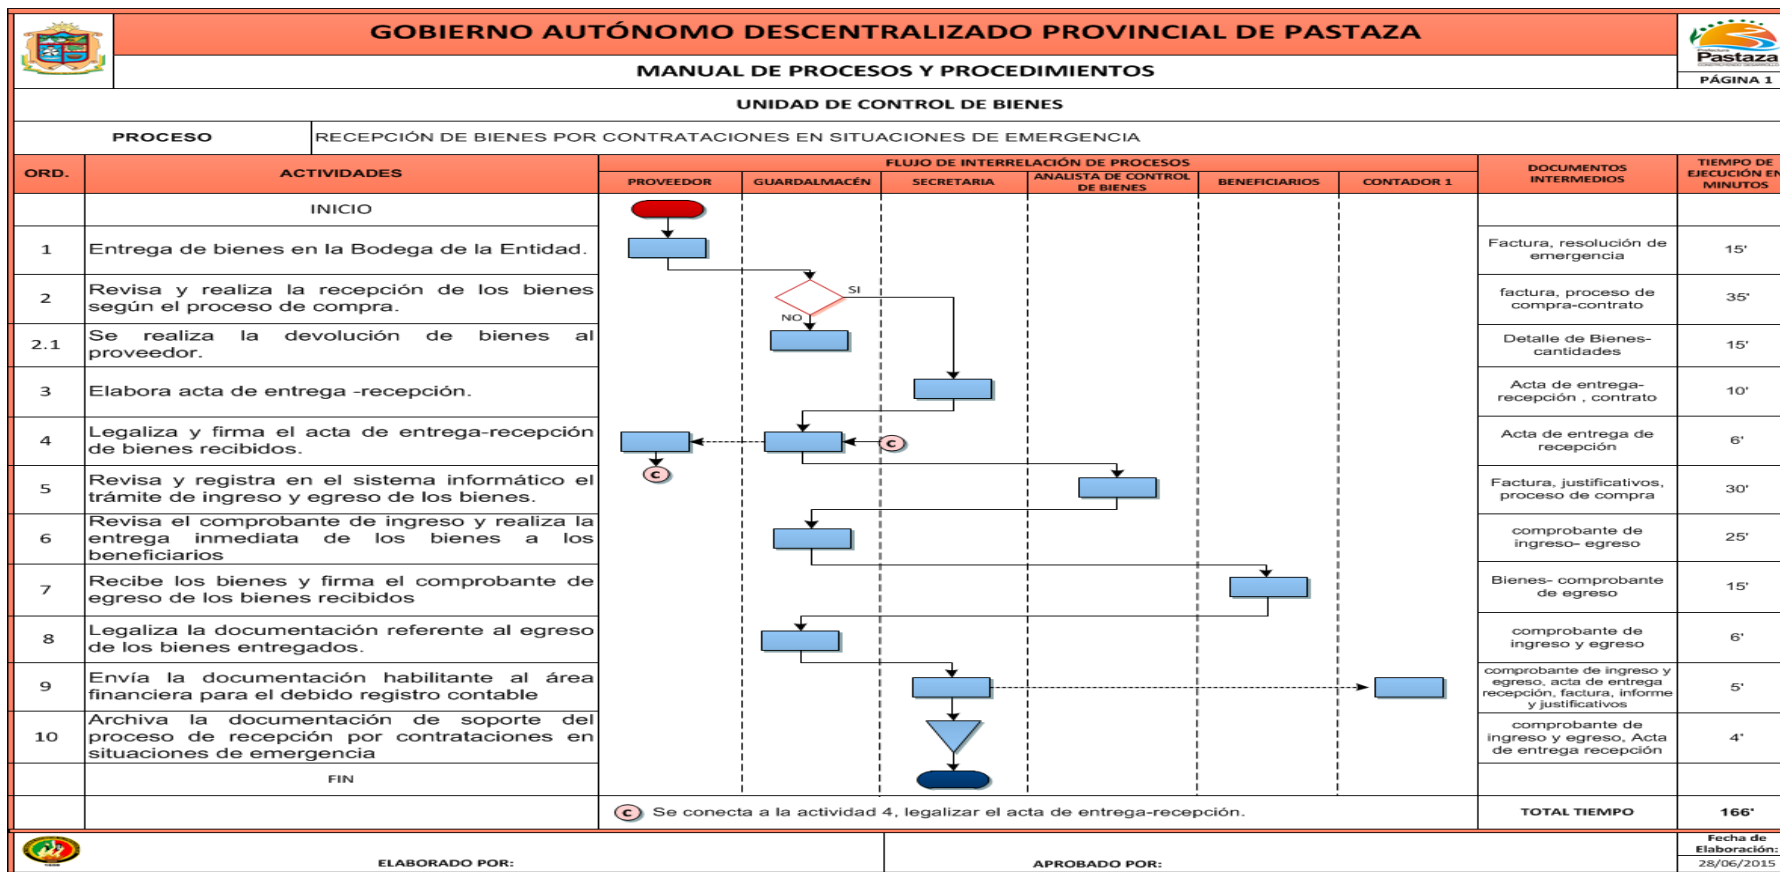 GOBIERNO AUTÓNOMO DESCENTRALIZADO PROVINCIAL DE PASTAZA
Pastaza
MANUAL DE PROCESOS Y PROCEDIMIENTOS
PÁGINA 1
UNIDAD DE CONTROL DE BIENES
PROCESO
RECEPCIÓN DE BIENES POR CONTRATACIONES EN SITUACIONES DE EMERGENCIA
ORD.
ACTIVIDADES
FLUJO DE INTERRELACIÓN DE PROCESOS
PROVEEDOR
GUARDALMACÉN
SECRETARIA
ANALISTA DE CONTROL
DE BIENES
BENEFICIARIOS
CONTADOR 1
DOCUMENTOS
INTERMEDIOS
TIEMPO DE
EJECUCIÓN EN
MINUTOS
INICIO
1
Entrega de bienes en la Bodega de la Entidad.
Factura, resolución de
emergencia
15'
2
Revisa y realiza la recepción de los bienes
según el proceso de compra.
SI
NO
factura, proceso de
compra-contrato
35'
2.1
Se realiza la devolución de bienes al
proveedor.
Detalle de Bienes-
cantidades
15'
3
Elabora acta de entrega -recepción.
Acta de entrega-
recepción , contrato
10'
4
Legaliza y firma el acta de entrega-recepción
de bienes recibidos.
C
C
Acta de entrega de
recepción
6'
5
Revisa y registra en el sistema informático el
trámite de ingreso y egreso de los bienes.
Factura, justificativos,
proceso de compra
30'
6
Revisa el comprobante de ingreso y realiza la
entrega inmediata de los bienes a los
beneficiarios
comprobante de
ingreso- egreso
25'
7
Recibe los bienes y firma el comprobante de
egreso de los bienes recibidos
Bienes- comprobante
de egreso
15'
8
Legaliza la documentación referente al egreso
de los bienes entregados.
comprobante de
ingreso y egreso
6'
9
Envía la documentación habilitante al área
financiera para el debido registro contable
comprobante de ingreso y
egreso, acta de entrega
recepción, factura, informe
y justificativos
5'
10
Archiva la documentación de soporte del
proceso de recepción por contrataciones en
situaciones de emergencia
comprobante de
ingreso y egreso, Acta
de entrega recepción
4'
FIN
C Se conecta a la actividad 4, legalizar el acta de entrega-recepción.
TOTAL TIEMPO
166'
ELABORADO POR:
APROBADO POR:
Fecha de
Elaboración:
28/06/2015